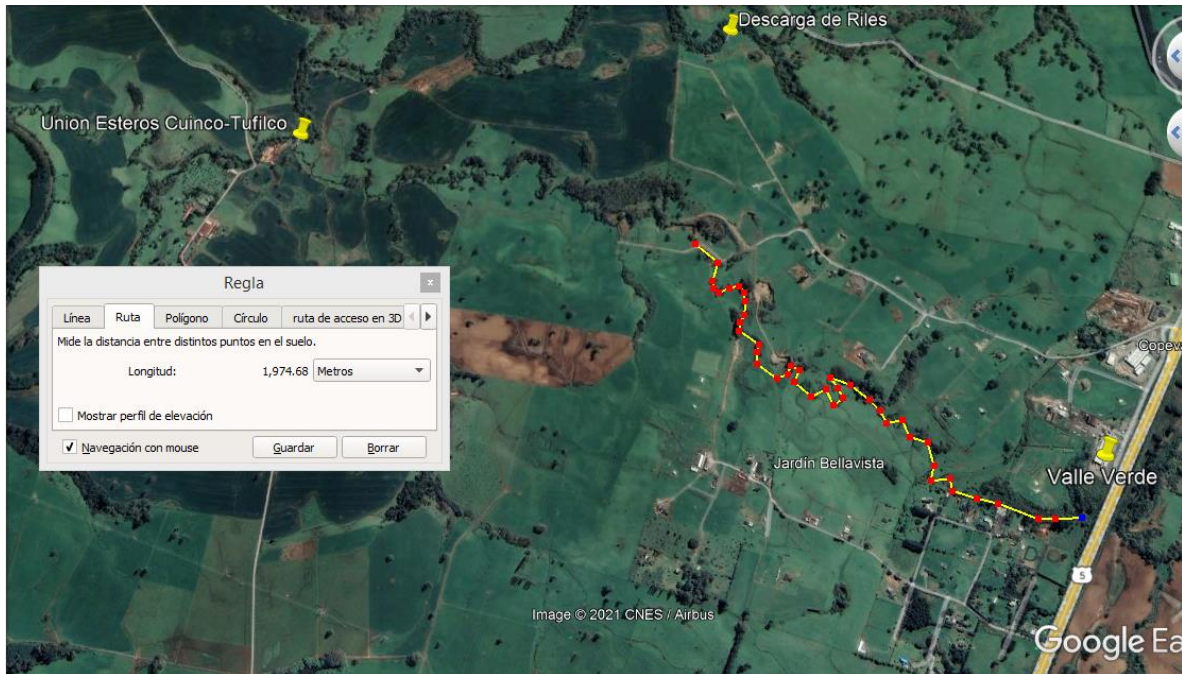 Descarga de Riles
Union Esteros Cuinco-Tufilco
Regla
x
Línea Ruta Polígono Círculo ruta de acceso en 3D
Mide la distancia entre distintos puntos en el suelo.
Longitud: 1,974.68 Metros
Mostrar perfil de elevación
Navegación con mouse Guardar Borrar
Copeva
Jardín Bellavista
Valle Verde
5
Image © 2021 CNES / Airbus
Google Ea